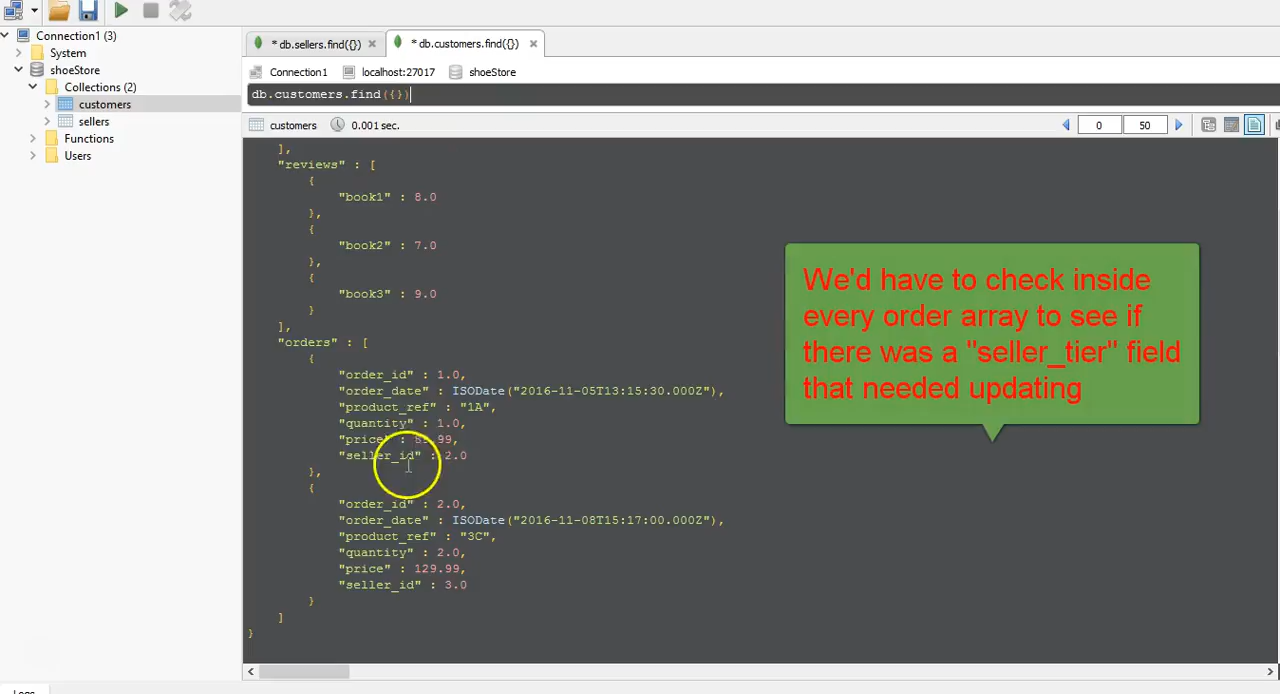 Connection1 (3)
System
shoeStore
Collections (2)
customers
sellers
Functions
Users
* db.sellers.find({})
* db.customers.find({})
Connection1 localhost:27017 shoeStore
db.customers.find({})
customers 0.001 sec. 0 50
],
"reviews" : [
{
"book1" : 8.0
},
{
"book2" : 7.0
},
{
"book3" : 9.0
}
],
"orders" : [
{
"order_id" : 1.0,
"order_date" : ISODate("2016-11-05T13:15:30.000Z"),
"product_ref" : "1A",
"quantity" : 1.0,
"price" : .99,
"seller_id" : 2.0
},
{
"order_id" : 2.0,
"order_date" : ISODate("2016-11-08T15:17:00.000Z"),
"product_ref" : "3C",
"quantity" : 2.0,
"price" : 129.99,
"seller_id" : 3.0
}
]
}
We'd have to check inside
every order array to see if
there was a "seller_tier" field
that needed updating